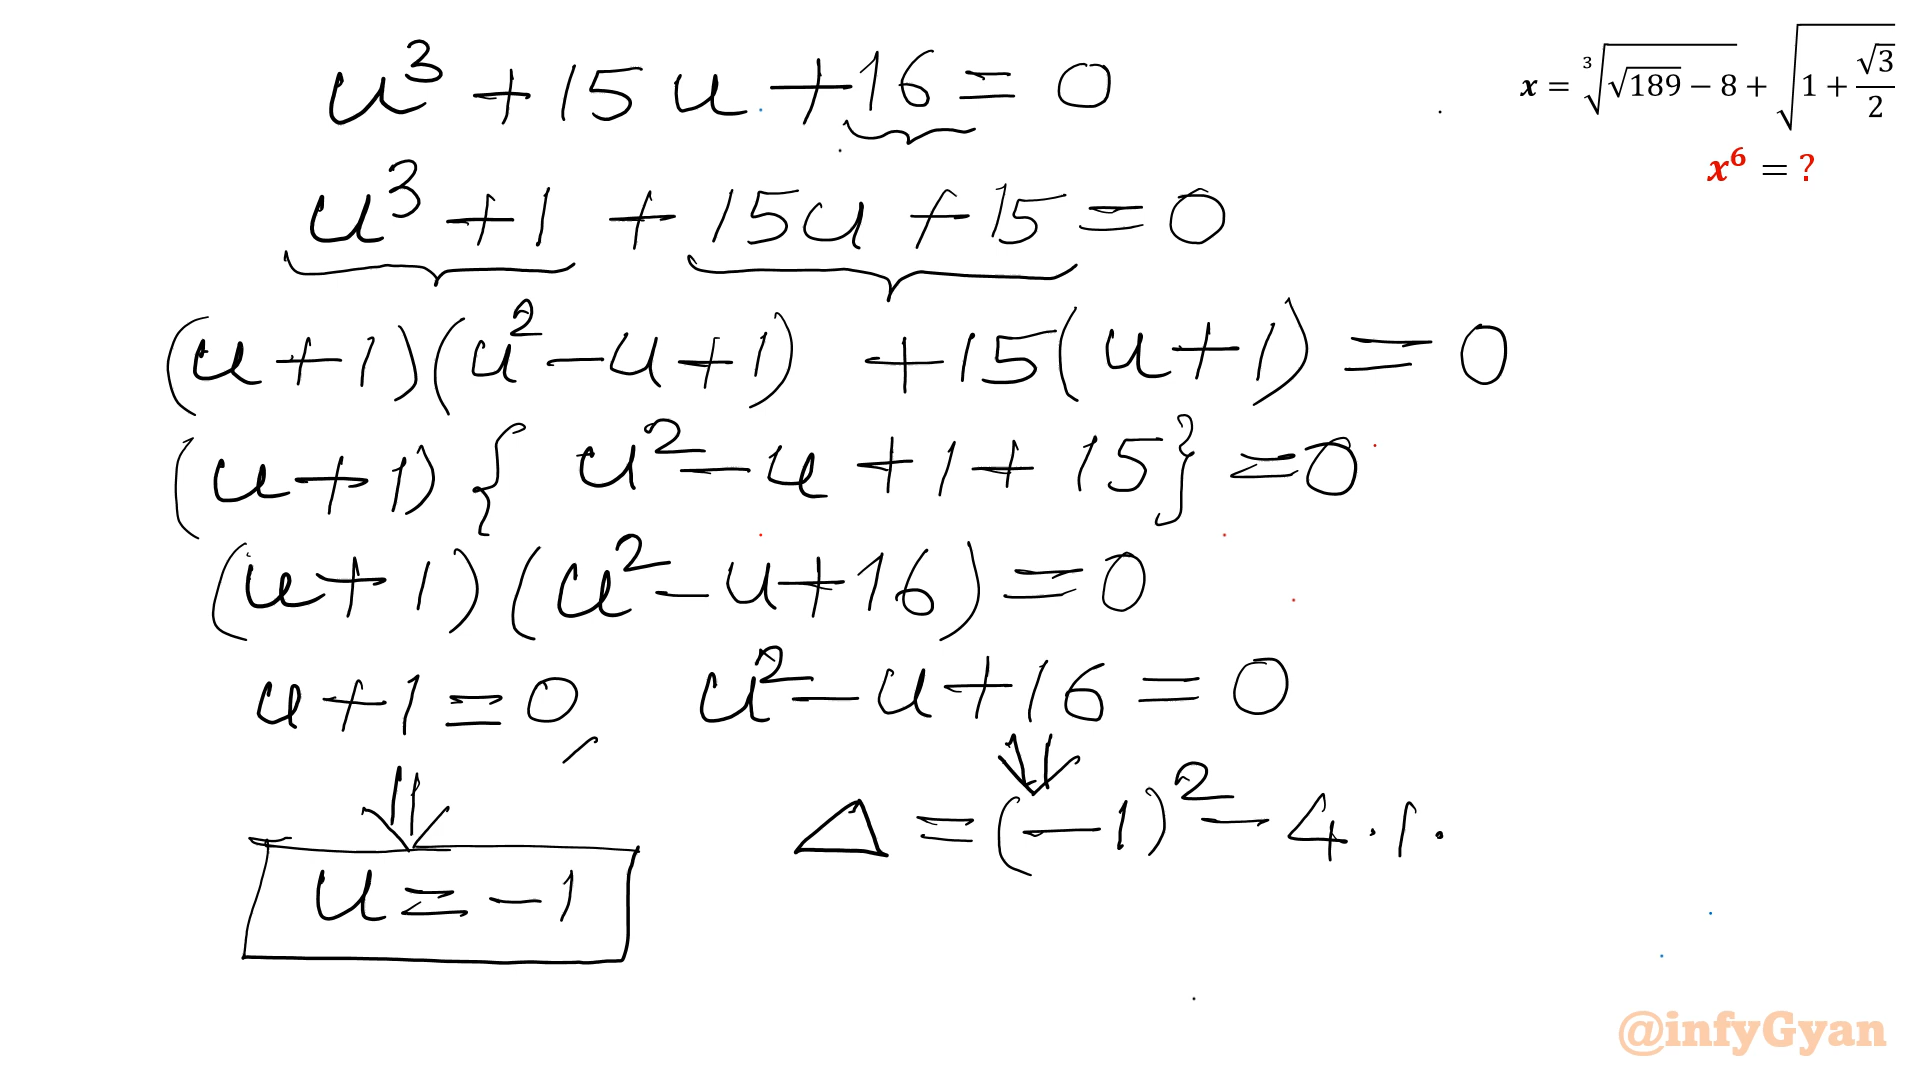 u³ + 15u + 16 = 0
u³ + 1 + 15u + 15 = 0
(u + 1)(u² − u + 1) + 15(u + 1) = 0
(u + 1){u² − u + 1 + 15} = 0
(u + 1)(u² − u + 16) = 0
u + 1 = 0, u² − u + 16 = 0
Δ = (−1)² − 4 · 1 ·
u = −1
x = ∛(√189 − 8) + √(1 + √3/2)
x⁶ = ?
@infyGyan